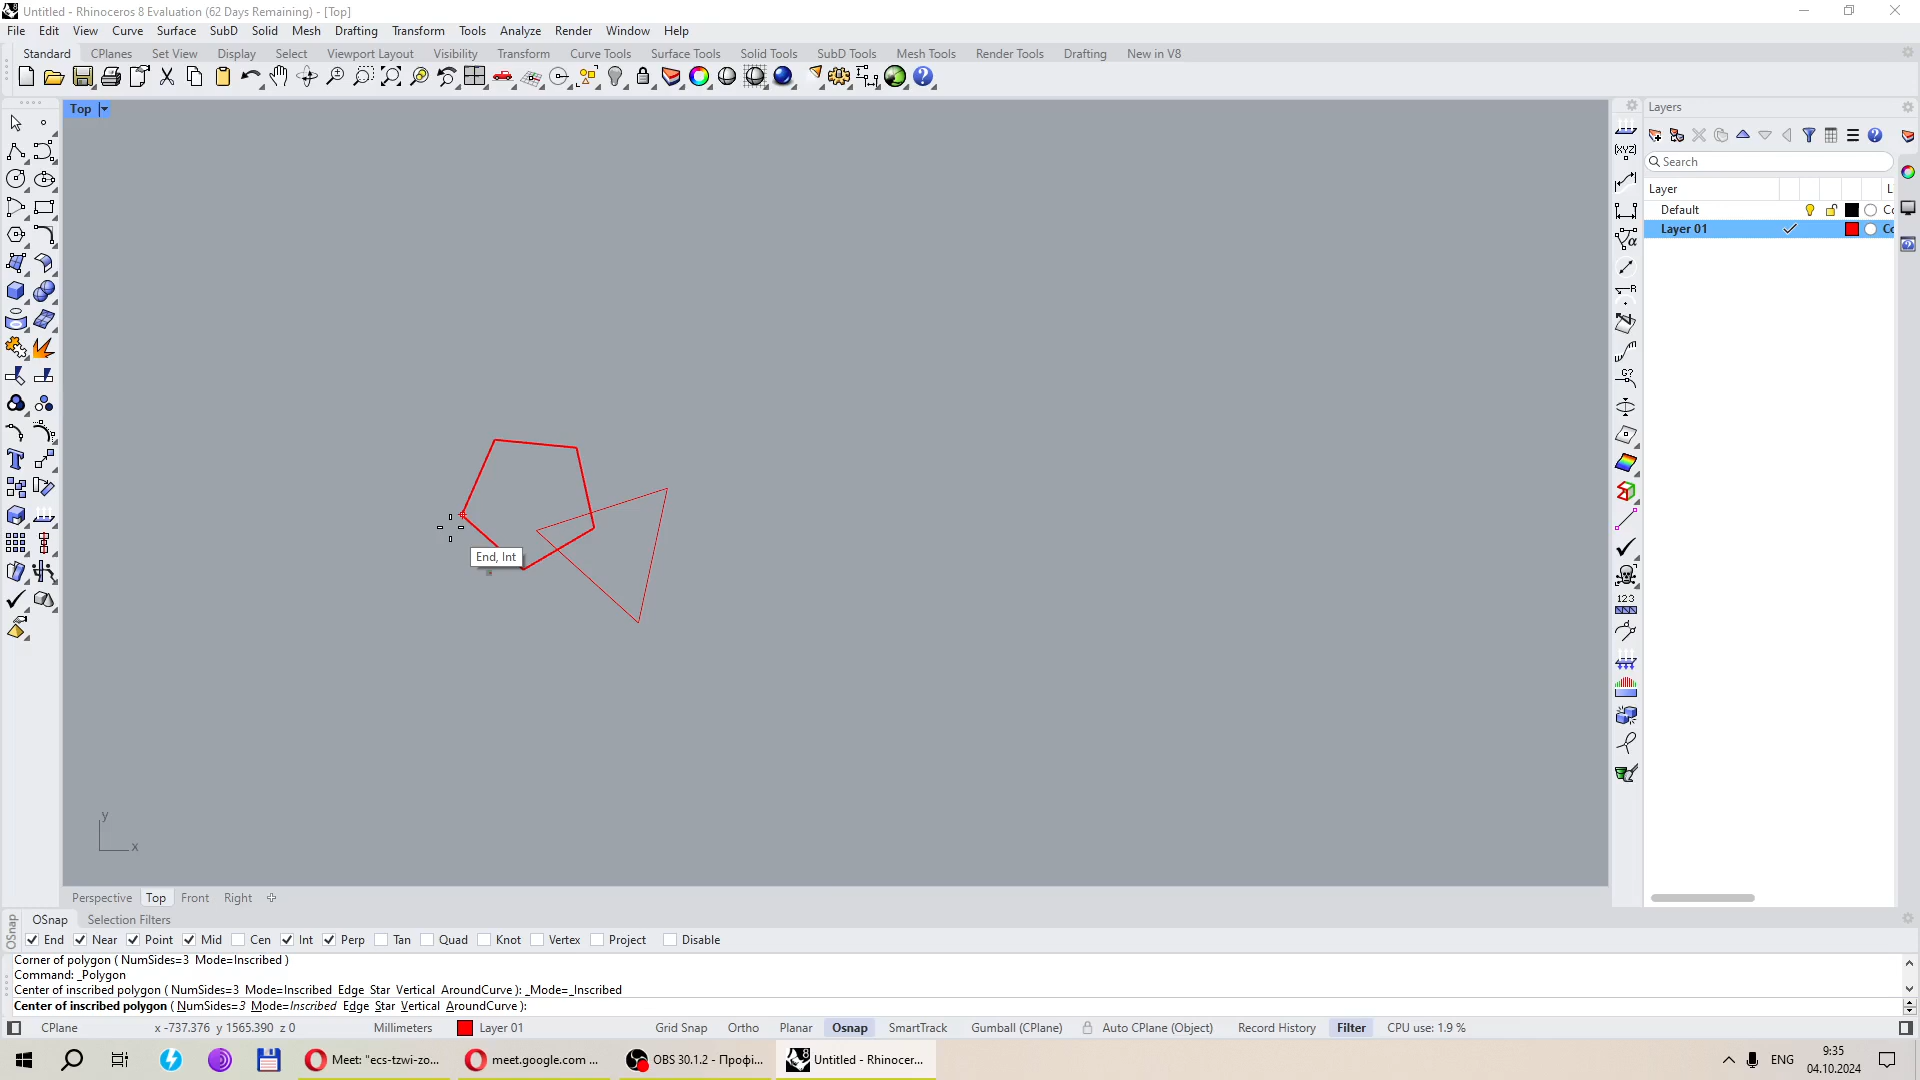 Untitled - Rhinoceros 8 Evaluation (62 Days Remaining) - [Top]
File Edit View Curve Surface SubD Solid Mesh Drafting Transform Tools Analyze Render Window Help
Standard CPlanes Set View Display Select Viewport Layout Visibility Transform Curve Tools Surface Tools Solid Tools SubD Tools Mesh Tools Render Tools Drafting New in V8
Top
Layers
Search
Layer L
Default Co
Layer 01 Co
End, Int
y
x
Perspective Top Front Right
OSnap
OSnap Selection Filters
End Near Point Mid Cen Int Perp Tan Quad Knot Vertex Project Disable
Corner of polygon ( NumSides=3 Mode=Inscribed )
Command: _Polygon
Center of inscribed polygon ( NumSides=3 Mode=Inscribed Edge Star Vertical AroundCurve ): _Mode=_Inscribed
Center of inscribed polygon ( NumSides=3 Mode=Inscribed Edge Star Vertical AroundCurve ):
CPlane x -737.376 y 1565.390 z 0 Millimeters Layer 01 Grid Snap Ortho Planar Osnap SmartTrack Gumball (CPlane) Auto CPlane (Object) Record History Filter CPU use: 1.9 %
Meet: "ecs-tzwi-zo... meet.google.com ... OBS 30.1.2 - Профі... Untitled - Rhinocer... ENG 9:35
04.10.2024